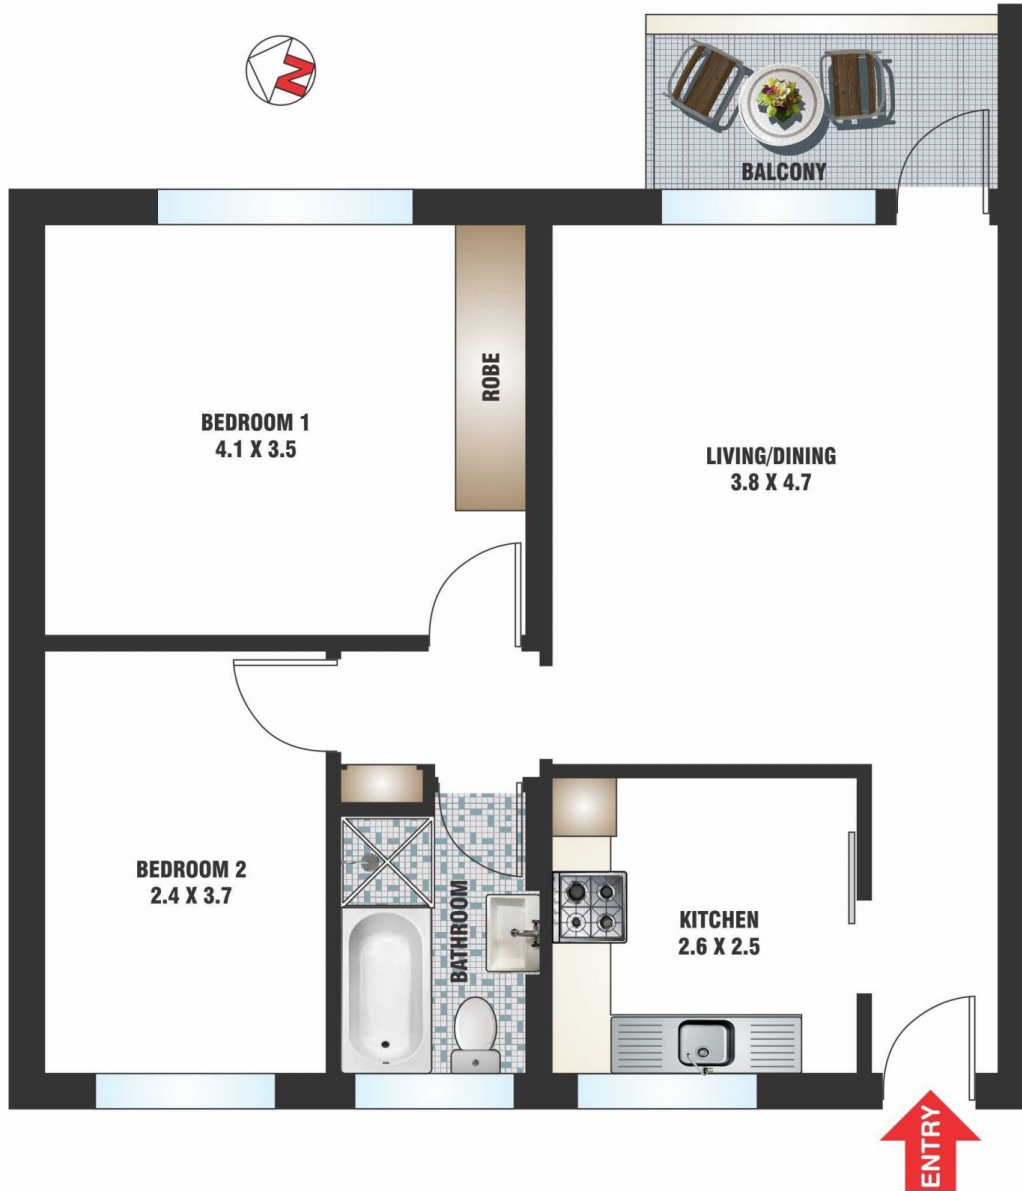 N
BALCONY
BEDROOM 1
4.1 X 3.5
ROBE
LIVING/DINING
3.8 X 4.7
BEDROOM 2
2.4 X 3.7
BATHROOM
KITCHEN
2.6 X 2.5
ENTRY